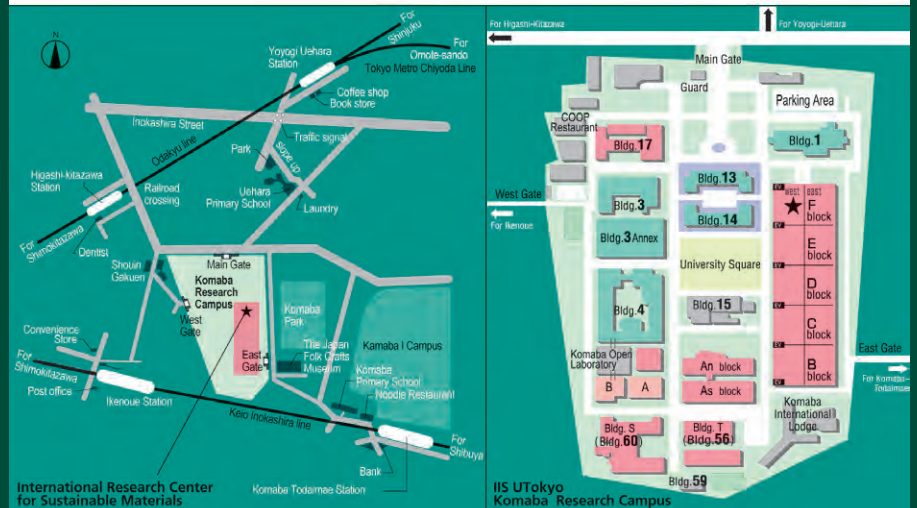 N
For
Shinjuku
For
Omote-sando
Yoyogi Uehara
Station
Tokyo Metro Chiyoda Line
Coffee shop
Book store
Inokashira Street
Traffic signal
Odakyu line
Park
slope up
Higashi-kitazawa
Station
Railroad
crossing
Uehara
Primary School
Laundry
For
Shimokitazawa
Dentist
Shouin
Gakuen
Main Gate
Komaba
Research
Campus
West
Gate
Komaba
Park
Convenience
Store
The Japan
Folk Crafts
Museum
Kamaba I Campus
East
Gate
For
Shimokitazawa
Post office
Komaba
Primary School
Noodle Restaurant
Ikenoue Station
Keio Inokashira line
For
Shibuya
Bank
Komaba Todaimae Station
International Research Center
for Sustainable Materials
For Higashi-Kitazawa
For Yoyogi-Uehara
Main Gate
Guard
Parking Area
COOP
Restaurant
Bldg.17
Bldg.1
Bldg.13
West Gate
For Ikenoue
Bldg.3
Bldg.14
west east
EV
F
block
EV
Bldg.3 Annex
University Square
E
block
EV
D
block
Bldg.4
Bldg.15
EV
C
block
Komaba Open
Laboratory
EV
East Gate
An block
B
block
B
A
As block
EV
For Komaba-
Todaimae
Komaba
International
Lodge
Bldg. S
(Bldg.60)
Bldg. T
(Bldg.56)
Bldg.59
IIS UTokyo
Komaba Research Campus